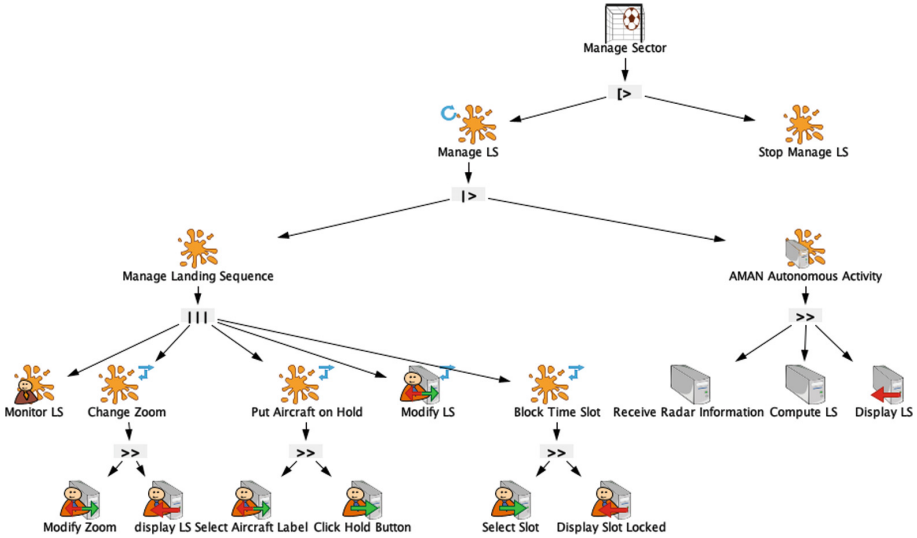 Manage Sector
[>
Manage LS
Stop Manage LS
|>
Manage Landing Sequence
AMAN Autonomous Activity
|||
>>
Monitor LS
Change Zoom
Put Aircraft on Hold
Modify LS
Block Time Slot
Receive Radar Information
Compute LS
Display LS
>>
>>
>>
Modify Zoom
display LS
Select Aircraft Label
Click Hold Button
Select Slot
Display Slot Locked